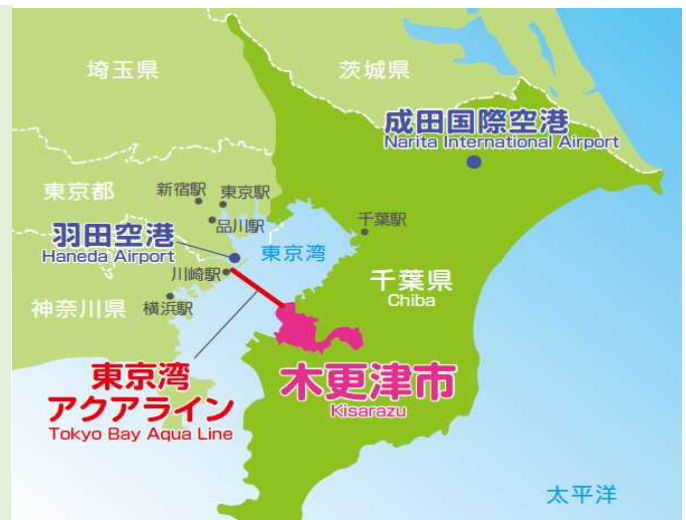 埼玉県
茨城県
成田国際空港
Narita International Airport
東京都
新宿駅
東京駅
品川駅
千葉駅
羽田空港
Haneda Airport
東京湾
川崎駅
千葉県
Chiba
神奈川県
横浜駅
東京湾
アクアライン
Tokyo Bay Aqua Line
木更津市
Kisarazu
太平洋